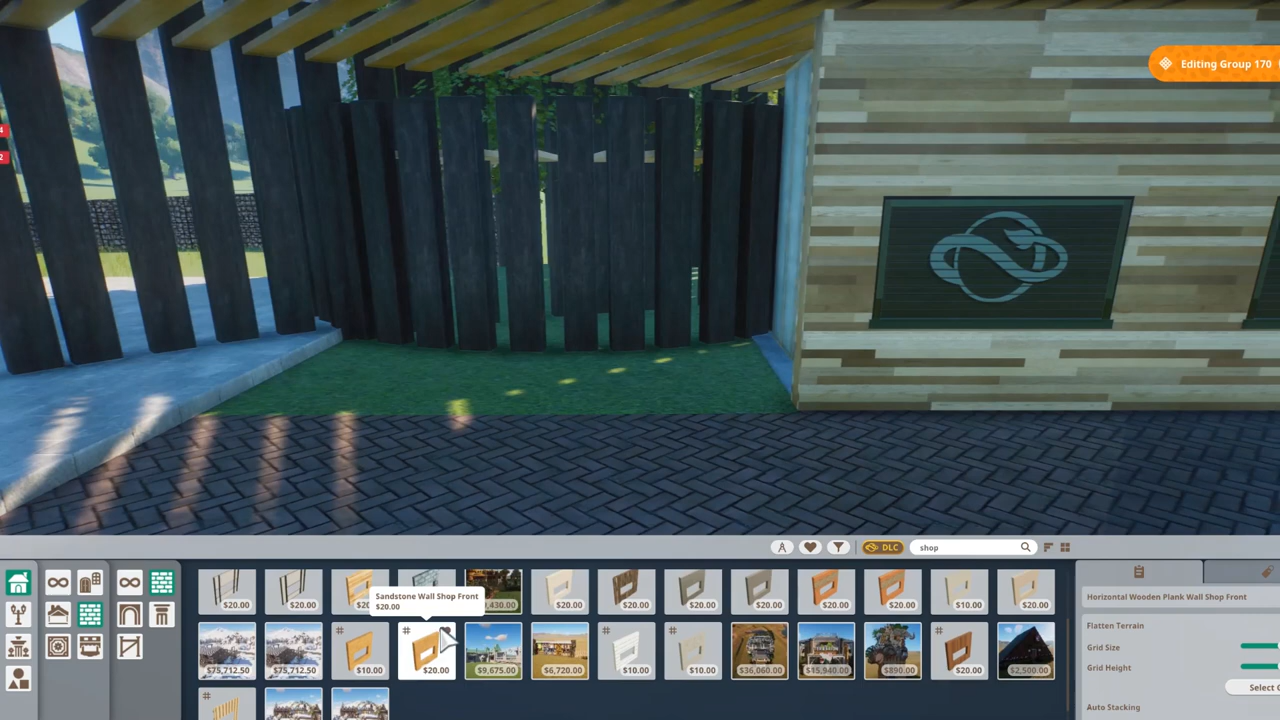 Editing Group 170
4
2
DLC
shop
$20.00
$20.00
Sandstone Wall Shop Front
$20.00
$20.00
$20.00
$20.00
$20.00
$20.00
$20.00
$10.00
$20.00
$75,712.50
$75,712.50
$10.00
$20.00
$9,675.00
$6,720.00
$10.00
$10.00
$36,060.00
$15,940.00
$890.00
$20.00
$2,500.00
Horizontal Wooden Plank Wall Shop Front
Flatten Terrain
Grid Size
Grid Height
Select
Auto Stacking